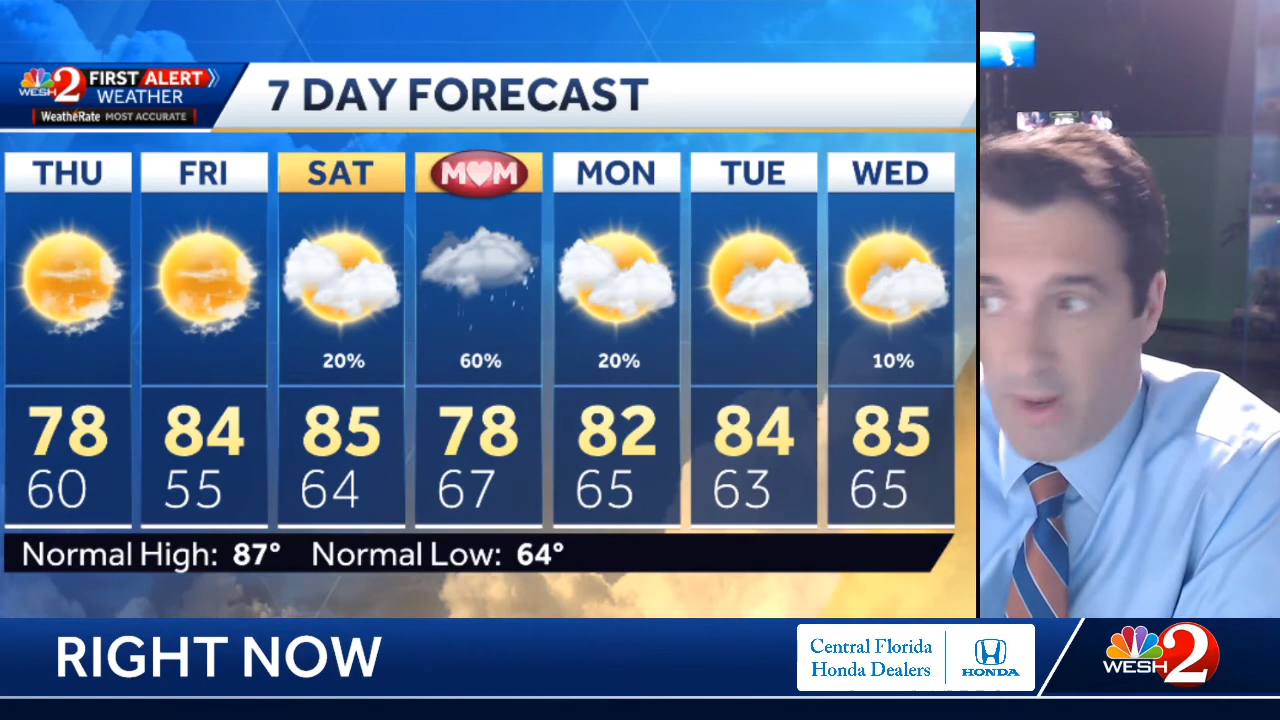 WESH 2 FIRST ALERT
WEATHER
WeatheRate MOST ACCURATE
7 DAY FORECAST
THU FRI SAT MOM MON TUE WED
20% 60% 20% 10%
78 84 85 78 82 84 85
60 55 64 67 65 63 65
Normal High: 87° Normal Low: 64°
RIGHT NOW
Central Florida
Honda Dealers
HONDA
WESH 2